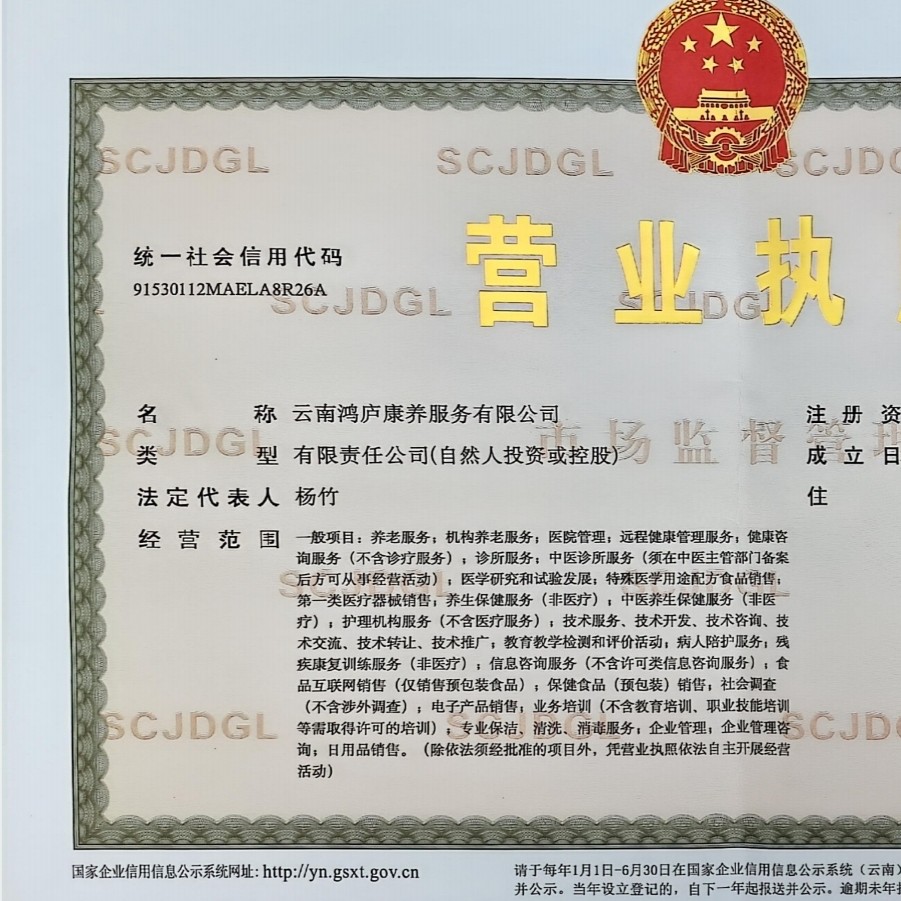 SCJDGL SCJDGL SCJDG
营业执
统一社会信用代码
91530112MAELA8R26A
SCJDGL SCJDGL
名 称 云南鸿庐康养服务有限公司
注册资
SCJDGL 市场监督管理
类 型 有限责任公司(自然人投资或控股)
成立日
法定代表人 杨竹
住
经营范围 一般项目：养老服务；机构养老服务；医院管理；远程健康管理服务；健康咨
询服务（不含诊疗服务）；诊所服务；中医诊所服务（须在中医主管部门备案
后方可从事经营活动）；医学研究和试验发展；特殊医学用途配方食品销售；
第一类医疗器械销售；养生保健服务（非医疗）；中医养生保健服务（非医
疗）；护理机构服务（不含医疗服务）；技术服务、技术开发、技术咨询、技
术交流、技术转让、技术推广；教育教学检测和评价活动；病人陪护服务；残
疾康复训练服务（非医疗）；信息咨询服务（不含许可类信息咨询服务）；食
品互联网销售（仅销售预包装食品）；保健食品（预包装）销售；社会调查
（不含涉外调查）；电子产品销售；业务培训（不含教育培训、职业技能培训
等需取得许可的培训）；专业保洁、清洗、消毒服务；企业管理；企业管理咨
询；日用品销售。（除依法须经批准的项目外，凭营业执照依法自主开展经营
活动）
SCJDGL SCJDGL
SCJDGL SCJDGL SCJDG
国家企业信用信息公示系统网址：http://yn.gsxt.gov.cn
请于每年1月1日-6月30日在国家企业信用信息公示系统（云南）
并公示。当年设立登记的，自下一年起报送并公示。逾期未年